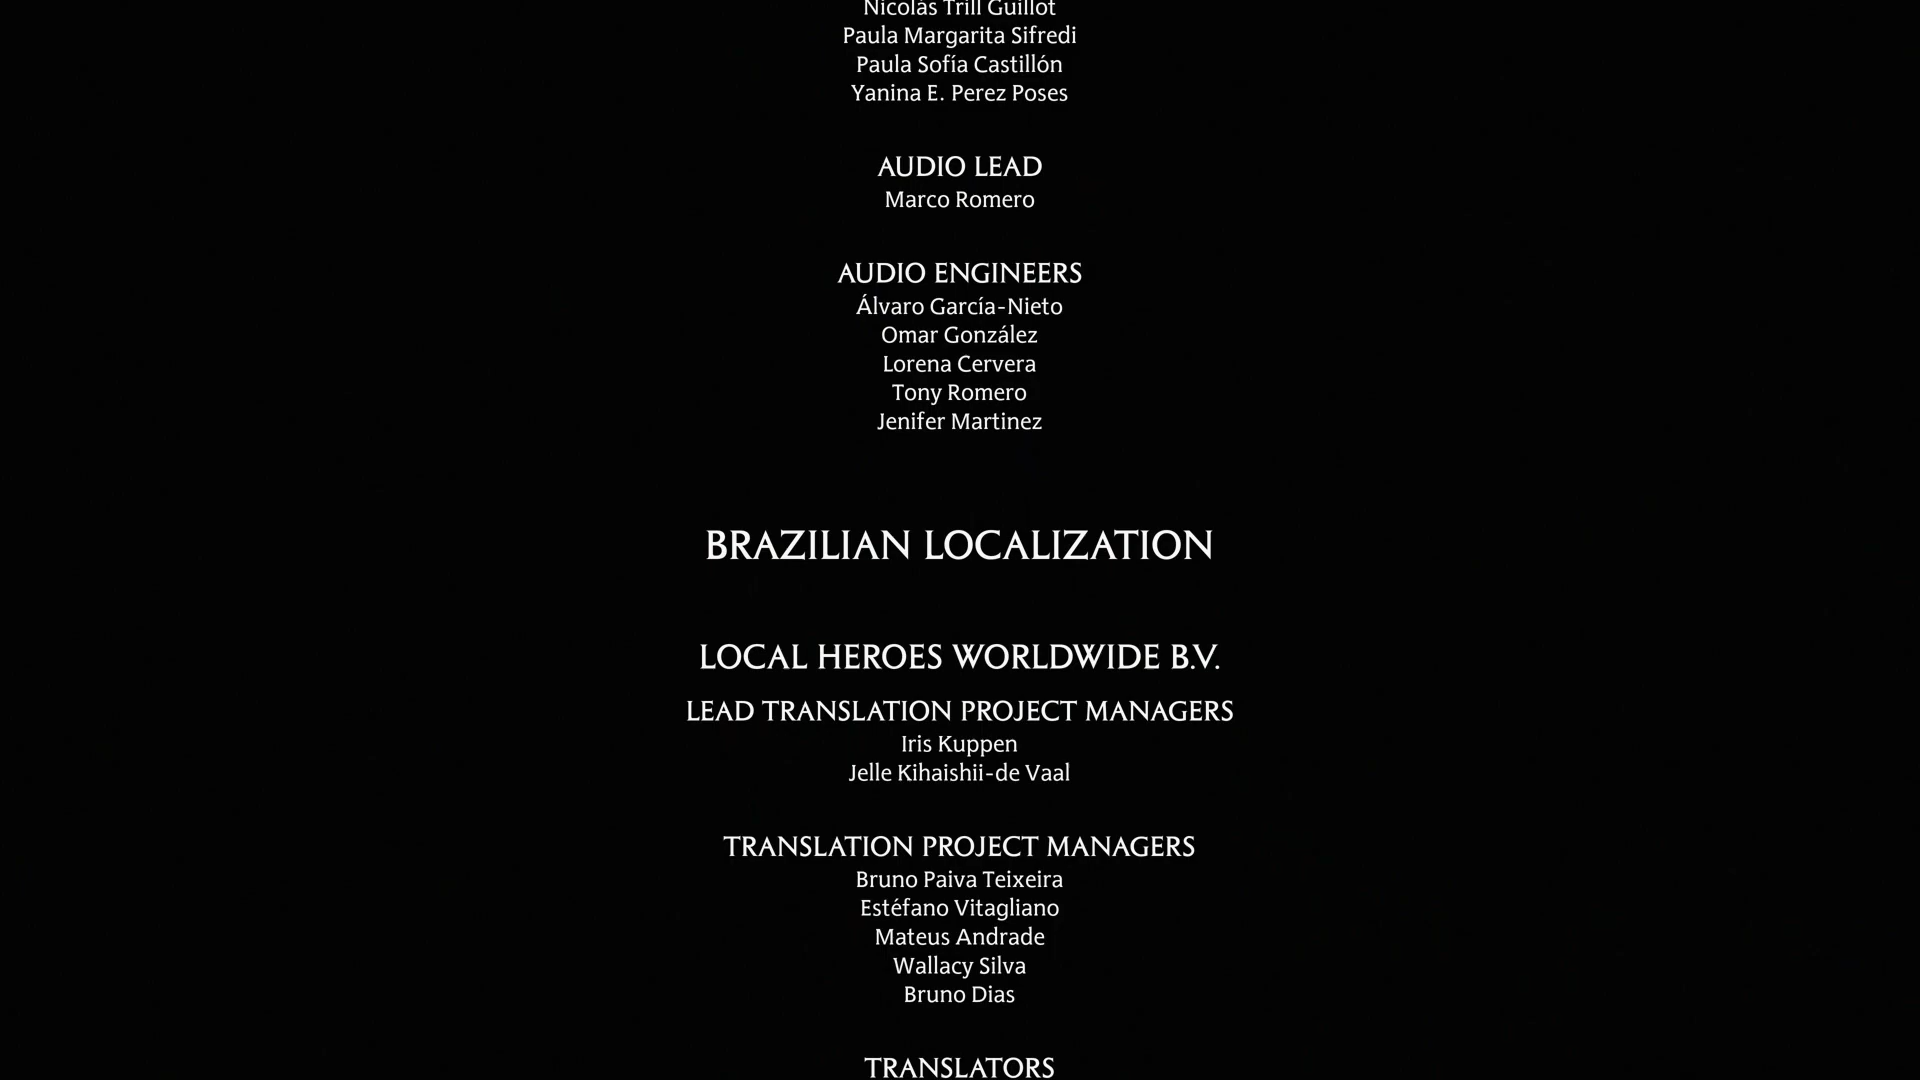 Nicolás Trill Guillot
Paula Margarita Sifredi
Paula Sofía Castillón
Yanina E. Perez Poses
AUDIO LEAD
Marco Romero
AUDIO ENGINEERS
Álvaro García-Nieto
Omar González
Lorena Cervera
Tony Romero
Jenifer Martinez
BRAZILIAN LOCALIZATION
LOCAL HEROES WORLDWIDE B.V.
LEAD TRANSLATION PROJECT MANAGERS
Iris Kuppen
Jelle Kihaishii-de Vaal
TRANSLATION PROJECT MANAGERS
Bruno Paiva Teixeira
Estéfano Vitagliano
Mateus Andrade
Wallacy Silva
Bruno Dias
TRANSLATORS